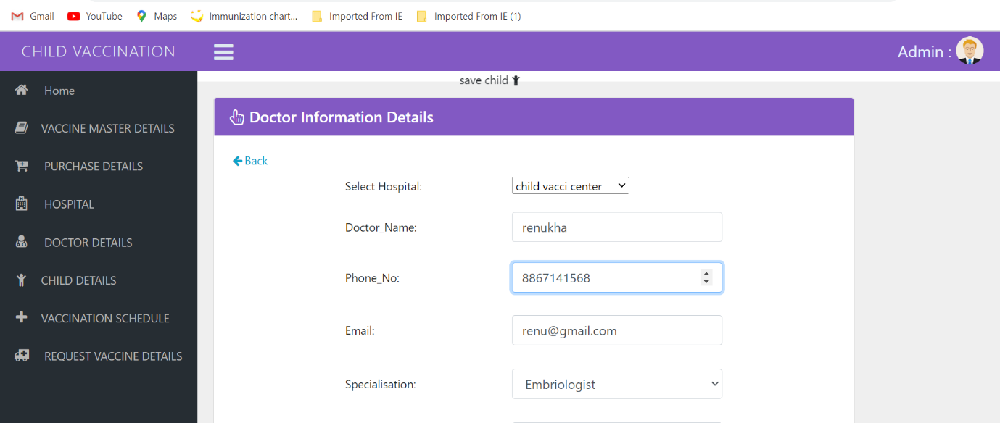 Gmail YouTube Maps Immunization chart... Imported From IE Imported From IE (1)
CHILD VACCINATION Admin :
save child
Home
Doctor Information Details
VACCINE MASTER DETAILS
PURCHASE DETAILS
Back
Select Hospital: child vacci center
HOSPITAL
Doctor_Name: renukha
DOCTOR DETAILS
Phone_No: 8867141568
CHILD DETAILS
VACCINATION SCHEDULE
Email: renu@gmail.com
REQUEST VACCINE DETAILS
Specialisation: Embriologist